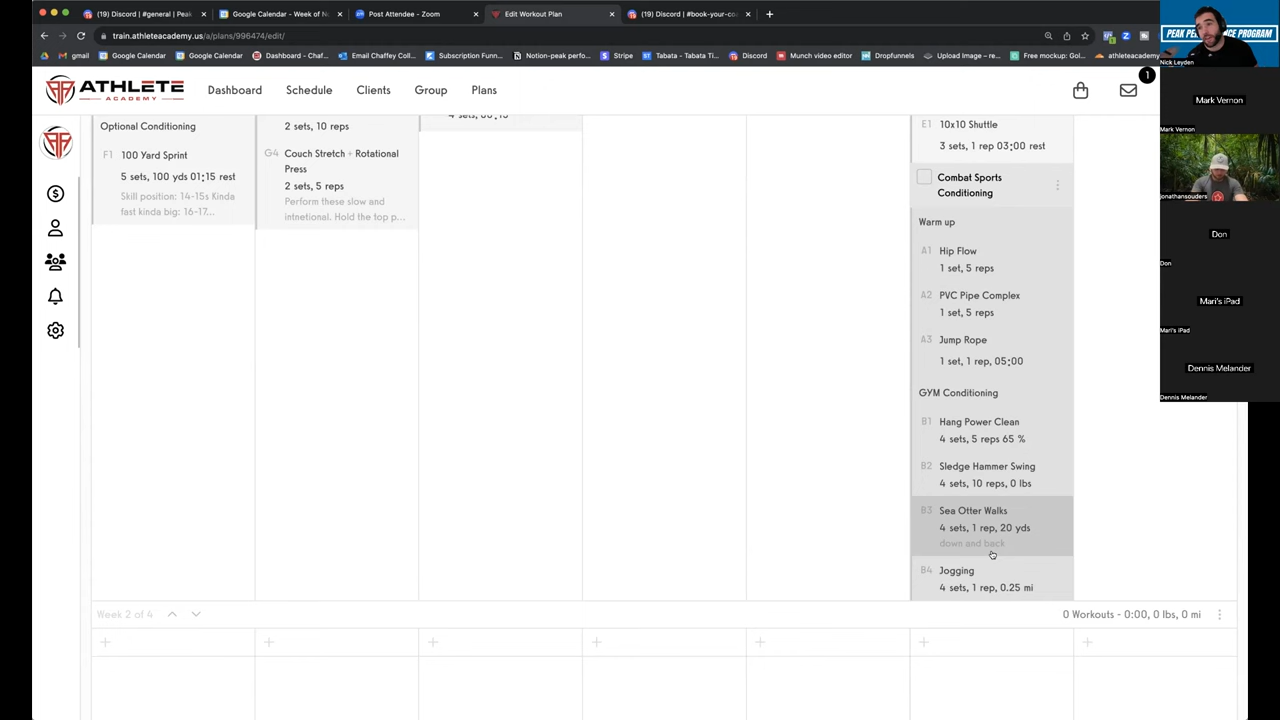 (1) Discord | #general | Peak
Google Calendar - Week of N
Post Attendee - Zoom
Edit Workout Plan
(1) Discord | #book-your-co
train.athleteacademy.us/a/plans/996474/edit/
gmail
Google Calendar
Google Calendar
Dashboard - Chaf...
Email Chaffey Coll...
Subscription Funn...
Notion-peak perfo...
Stripe
Tabata - Tabata Ti...
Discord
Munch video editor
Dropfunnels
Upload Image – re...
Free mockup: Gol...
athleteacademy
ATHLETE
ACADEMY
Dashboard
Schedule
Clients
Group
Plans
1
Optional Conditioning
F1 100 Yard Sprint
5 sets, 100 yds 01:15 rest
Skill position: 14-15s Kinda
fast kinda big: 16-17...
2 sets, 10 reps
G4 Couch Stretch + Rotational
Press
2 sets, 5 reps
Perform these slow and
intnetional. Hold the top p...
4 sets, 00:15
E1 10x10 Shuttle
3 sets, 1 rep 03:00 rest
Combat Sports
Conditioning
Warm up
A1 Hip Flow
1 set, 5 reps
A2 PVC Pipe Complex
1 set, 5 reps
A3 Jump Rope
1 set, 1 rep, 05:00
GYM Conditioning
B1 Hang Power Clean
4 sets, 5 reps 65 %
B2 Sledge Hammer Swing
4 sets, 10 reps, 0 lbs
B3 Sea Otter Walks
4 sets, 1 rep, 20 yds
down and back
B4 Jogging
4 sets, 1 rep, 0.25 mi
Week 2 of 4
0 Workouts - 0:00, 0 lbs, 0 mi
PEAK PE
E PROGRAM
Nick Leyden
Mark Vernon
Mark Vernon
jonathansouders
Don
Don
Mari's iPad
Mari's iPad
Dennis Melander
Dennis Melander